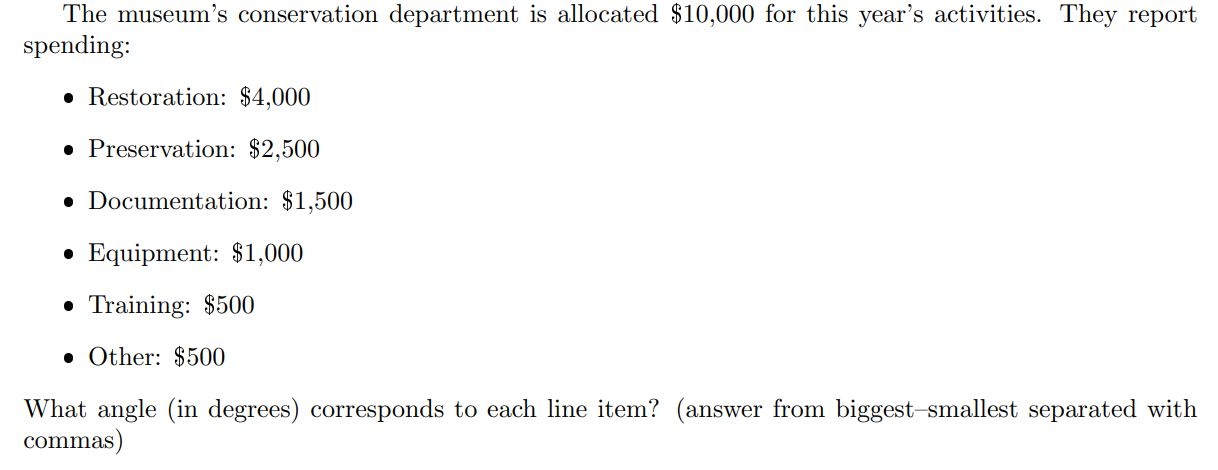 The museum’s conservation department is allocated $10,000 for this year’s activities. They report
spending:
• Restoration: $4,000
• Preservation: $2,500
• Documentation: $1,500
• Equipment: $1,000
• Training: $500
• Other: $500
What angle (in degrees) corresponds to each line item? (answer from biggest–smallest separated with
commas)